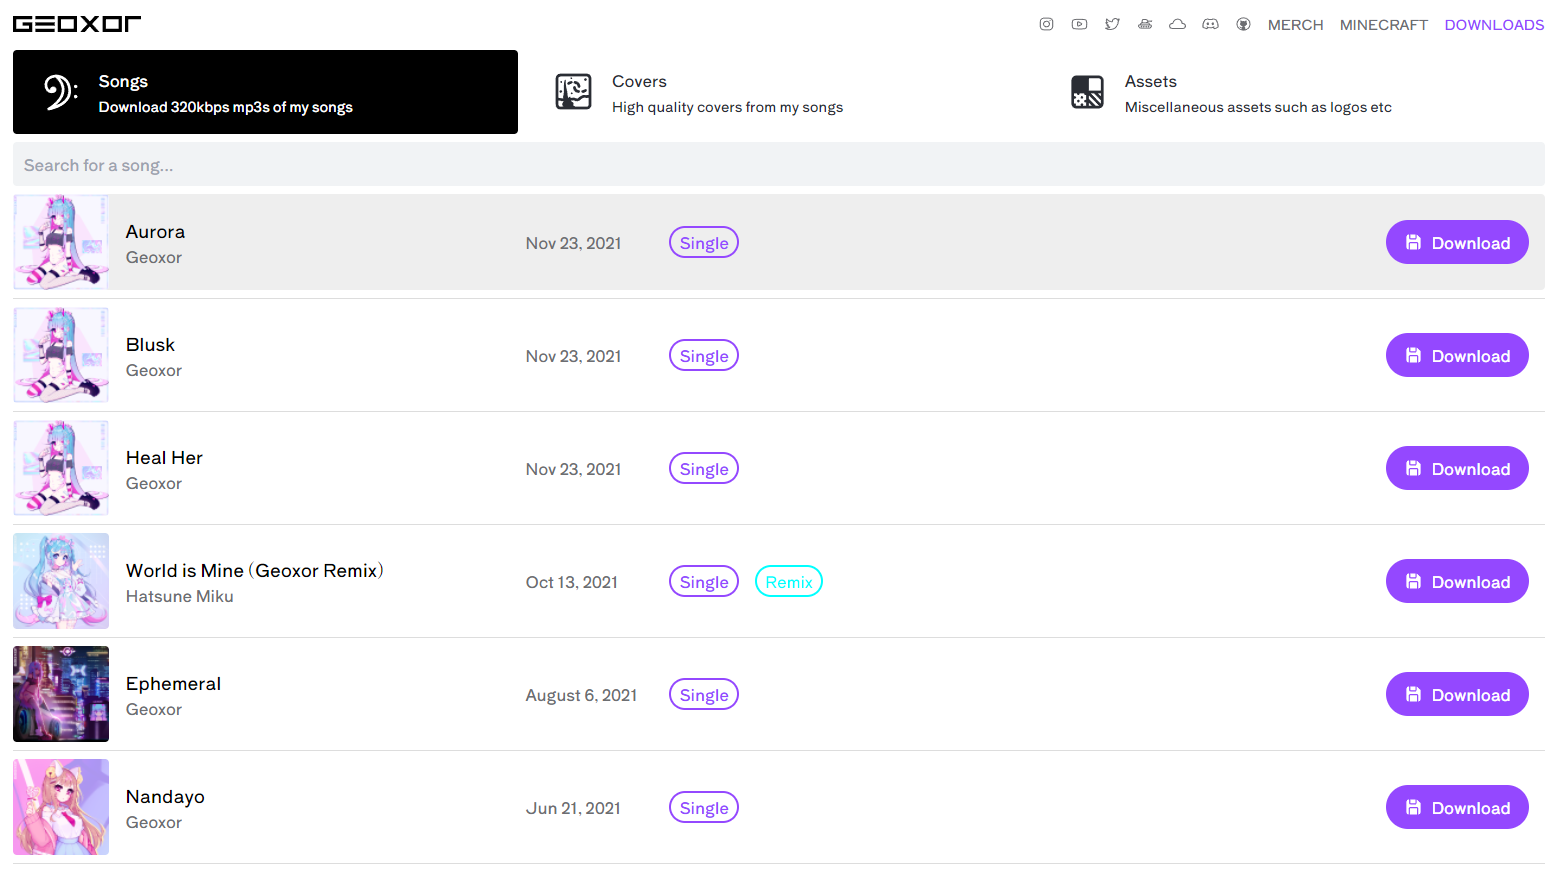 GEOXOR
MERCH MINECRAFT DOWNLOADS
Songs
Download 320kbps mp3s of my songs
Covers
High quality covers from my songs
Assets
Miscellaneous assets such as logos etc
Search for a song...
Aurora
Geoxor
Nov 23, 2021 Single Download
Blusk
Geoxor
Nov 23, 2021 Single Download
Heal Her
Geoxor
Nov 23, 2021 Single Download
World is Mine (Geoxor Remix)
Hatsune Miku
Oct 13, 2021 Single Remix Download
Ephemeral
Geoxor
August 6, 2021 Single Download
Nandayo
Geoxor
Jun 21, 2021 Single Download